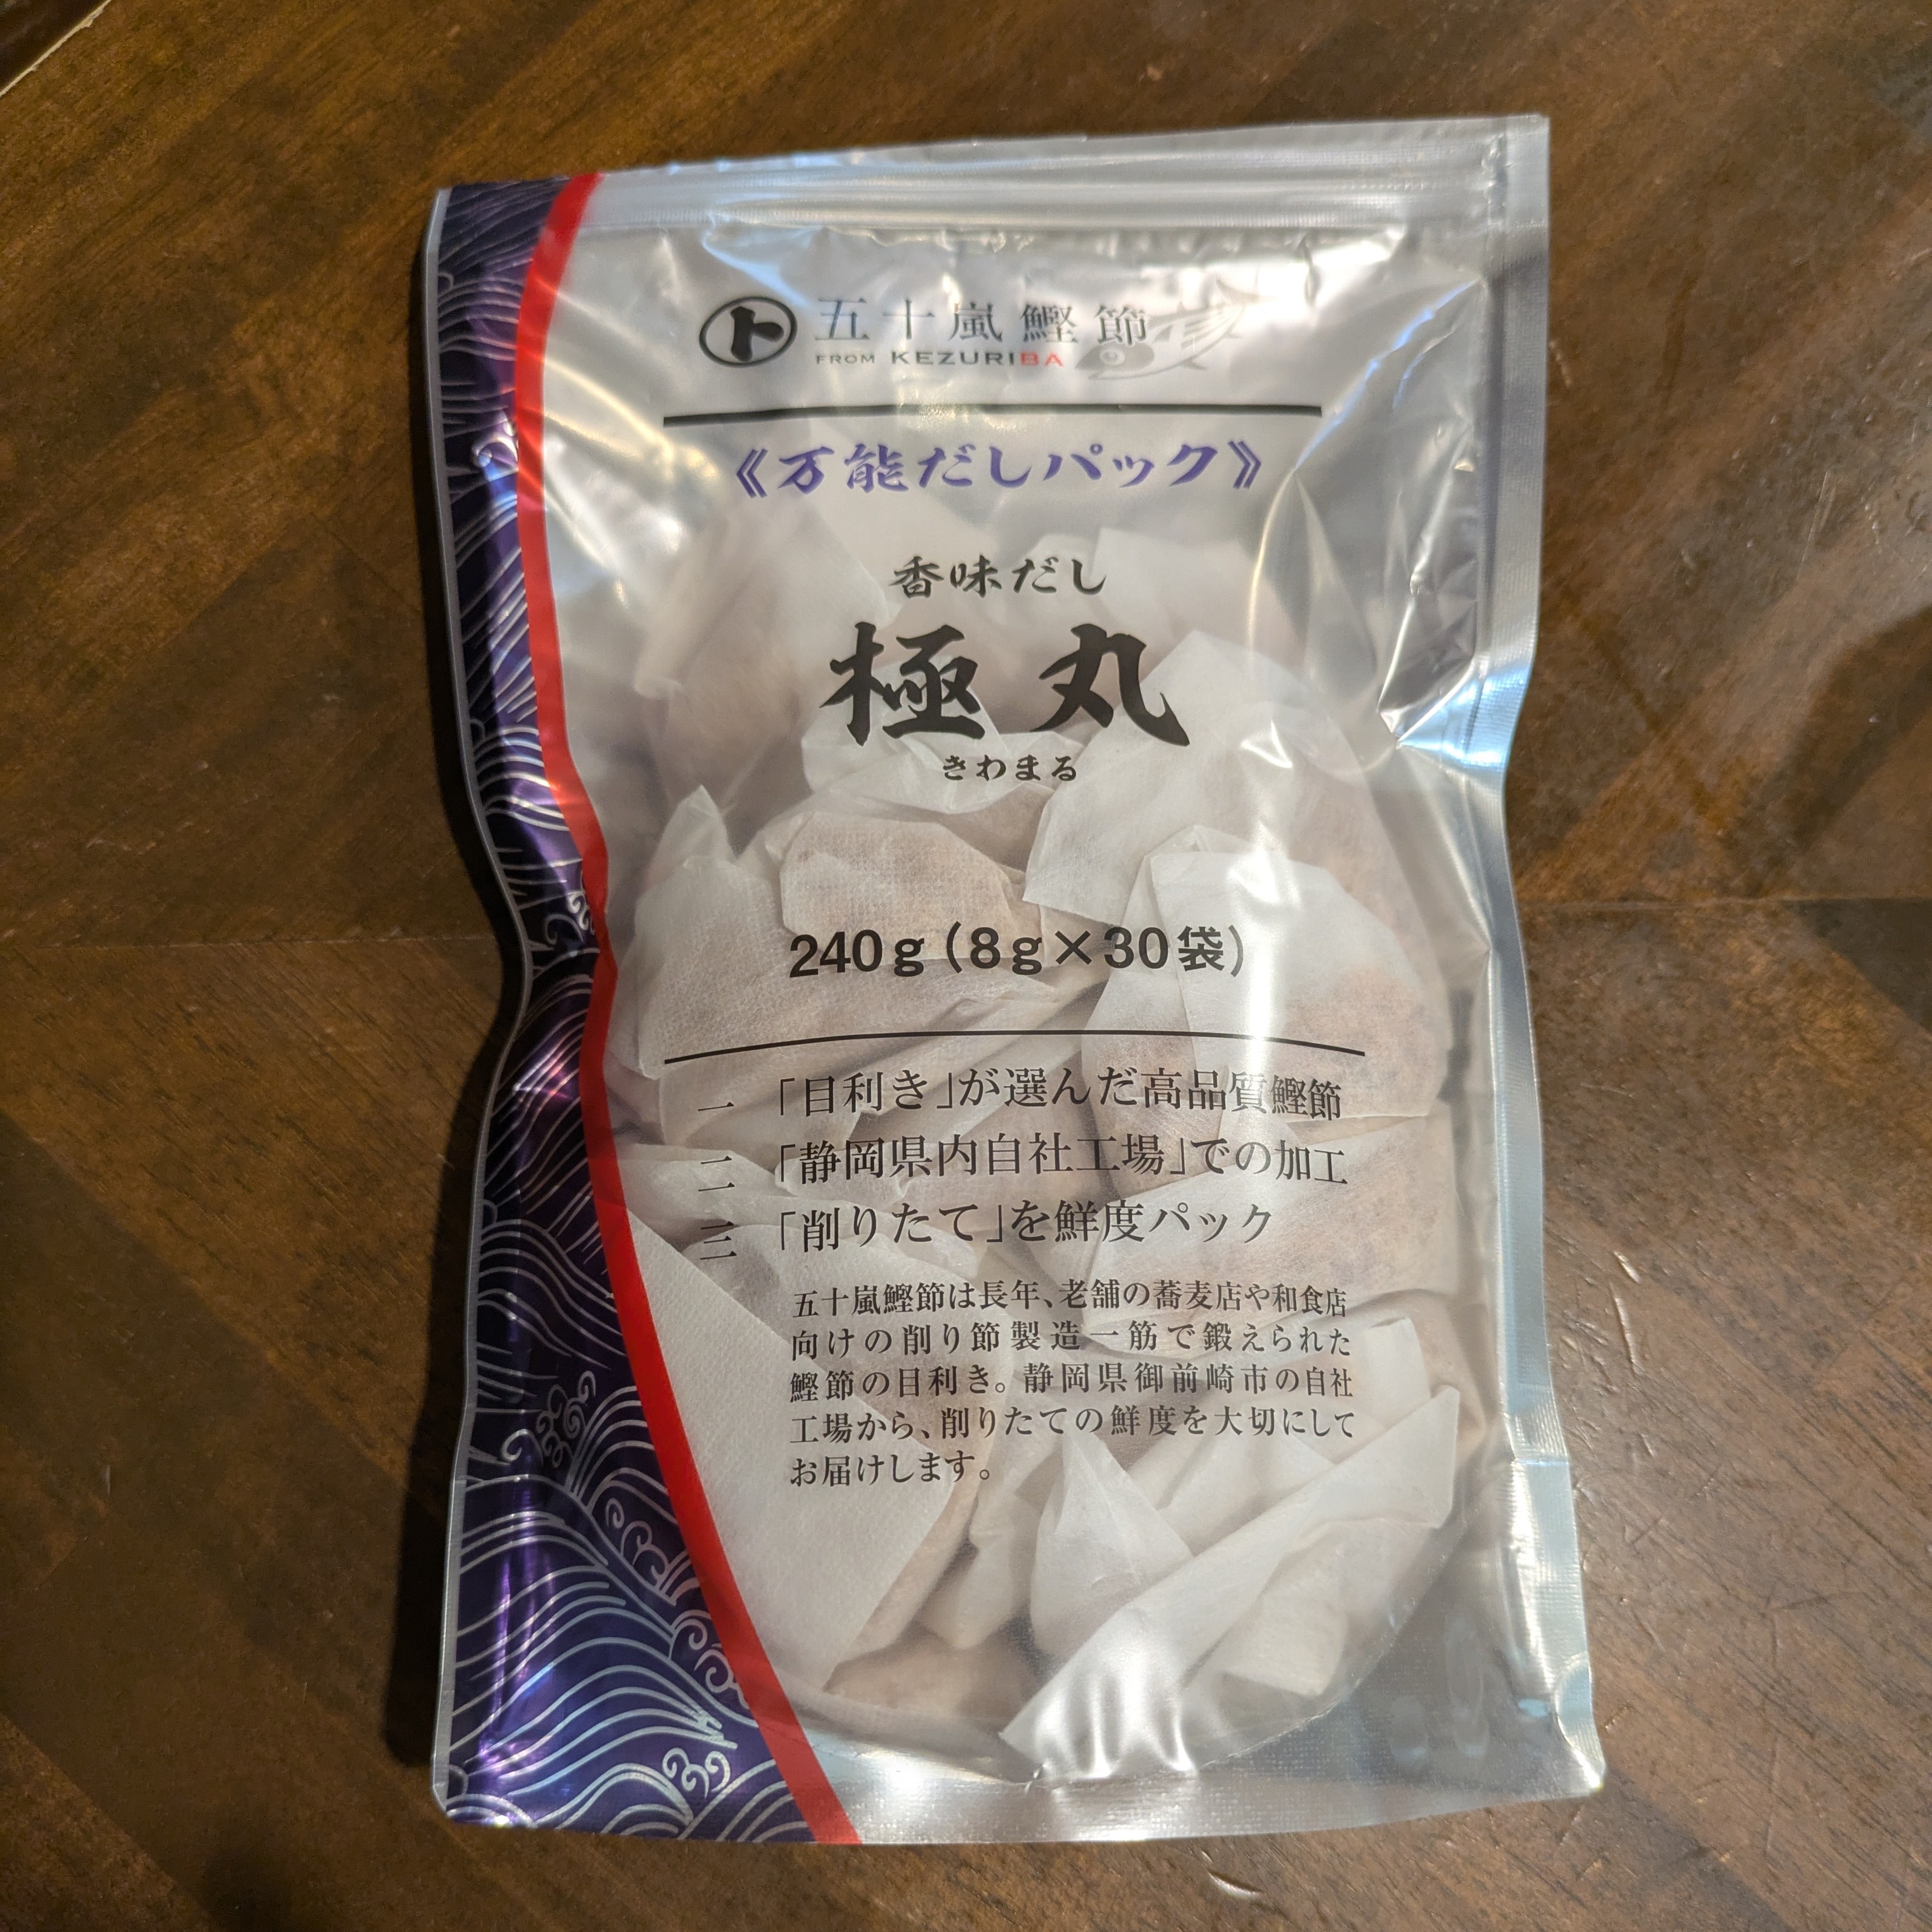 ト 五十嵐鰹節
FROM KEZURIBA
《万能だしパック》
香味だし
極丸
きわまる
240g(8g×30袋)
一 「目利き」が選んだ高品質鰹節
二 「静岡県内自社工場」での加工
三 「削りたて」を鮮度パック
五十嵐鰹節は長年、老舗の蕎麦店や和食店
向けの削り節製造一筋で鍛えられた
鰹節の目利き。静岡県御前崎市の自社
工場から、削りたての鮮度を大切にして
お届けします。